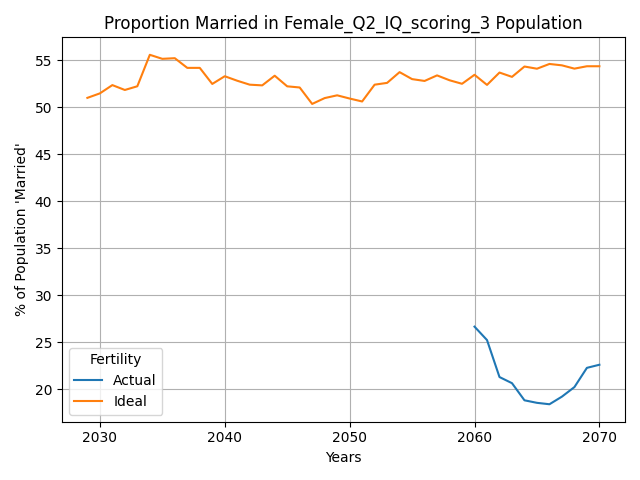 Proportion Married in Female_Q2_IQ_scoring_3 Population
% of Population 'Married'
55
50
45
40
35
30
25
20
Fertility
Actual
Ideal
2030 2040 2050 2060 2070
Years